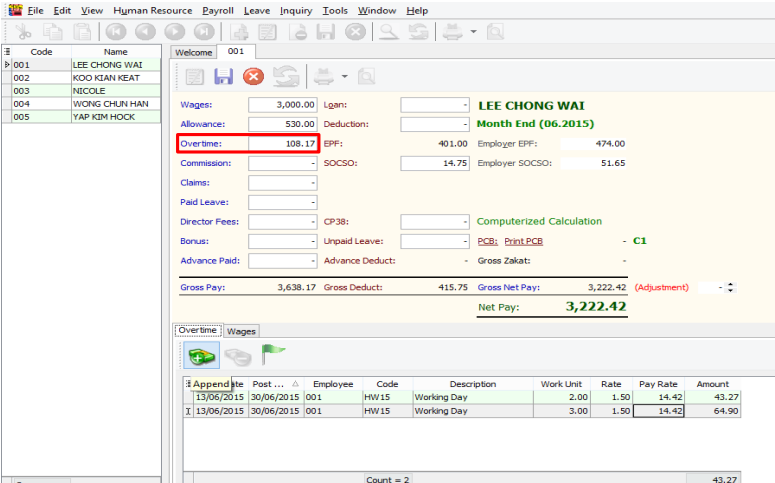 File Edit View Human Resource Payroll Leave Inquiry Tools Window Help
Code Name
001 LEE CHONG WAI
002 KOO KIAN KEAT
003 NICOLE
004 WONG CHUN HAN
005 YAP KIM HOCK
Welcome 001
Wages: 3,000.00 Loan: - LEE CHONG WAI
Allowance: 530.00 Deduction: - Month End (06.2015)
Overtime: 108.17 EPF: 401.00 Employer EPF: 474.00
Commission: - SOCSO: 14.75 Employer SOCSO: 51.65
Claims: -
Paid Leave: -
Director Fees: - CP38: - Computerized Calculation
Bonus: - Unpaid Leave: - PCB: Print PCB - C1
Advance Paid: - Advance Deduct: - Gross Zakat: -
Gross Pay: 3,638.17 Gross Deduct: 415.75 Gross Net Pay: 3,222.42 (Adjustment) -
Net Pay: 3,222.42
Overtime Wages
Append te Post ... Employee Code Description Work Unit Rate Pay Rate Amount
13/06/2015 30/06/2015 001 HW15 Working Day 2.00 1.50 14.42 43.27
13/06/2015 30/06/2015 001 HW15 Working Day 3.00 1.50 14.42 64.90
Count = 2 43.27